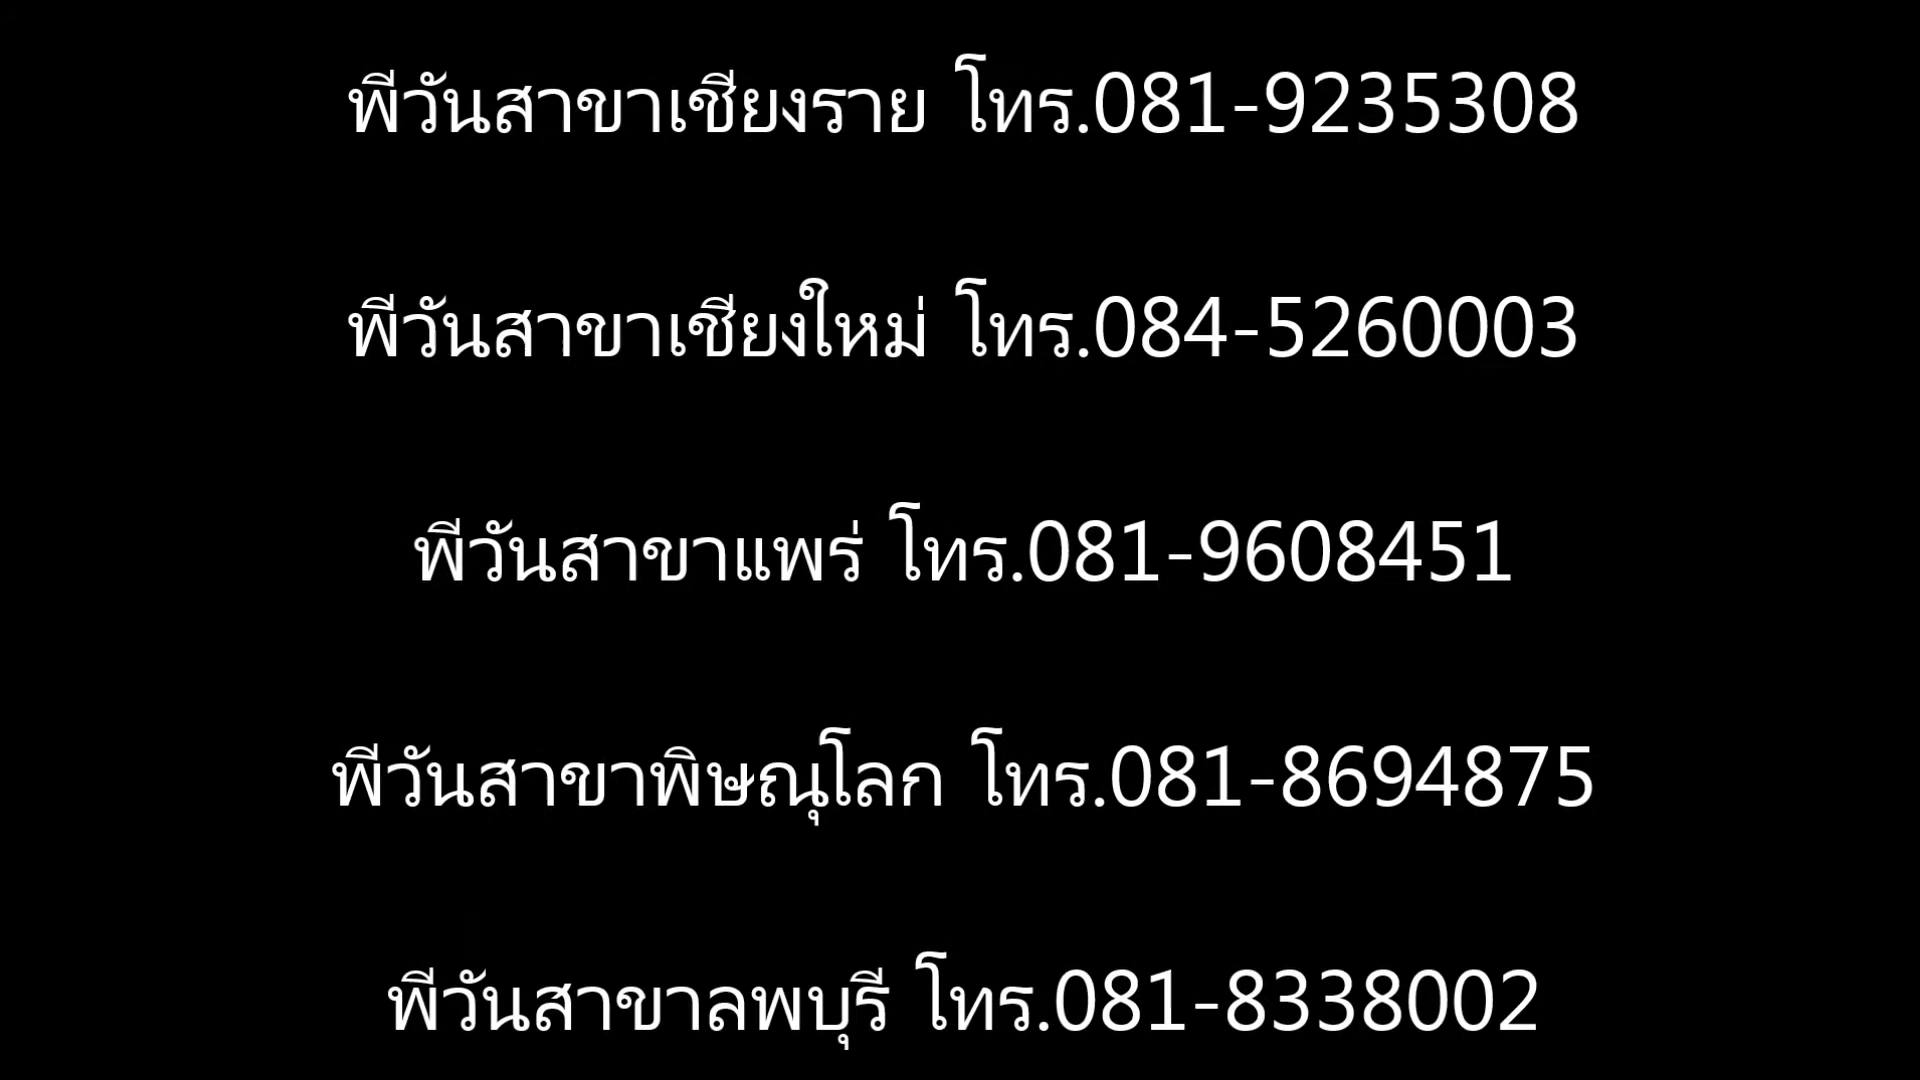 พีวันสาขาเชียงราย โทร.081-9235308
พีวันสาขาเชียงใหม่ โทร.084-5260003
พีวันสาขาแพร่ โทร.081-9608451
พีวันสาขาพิษณุโลก โทร.081-8694875
พีวันสาขาลพบุรี โทร.081-8338002